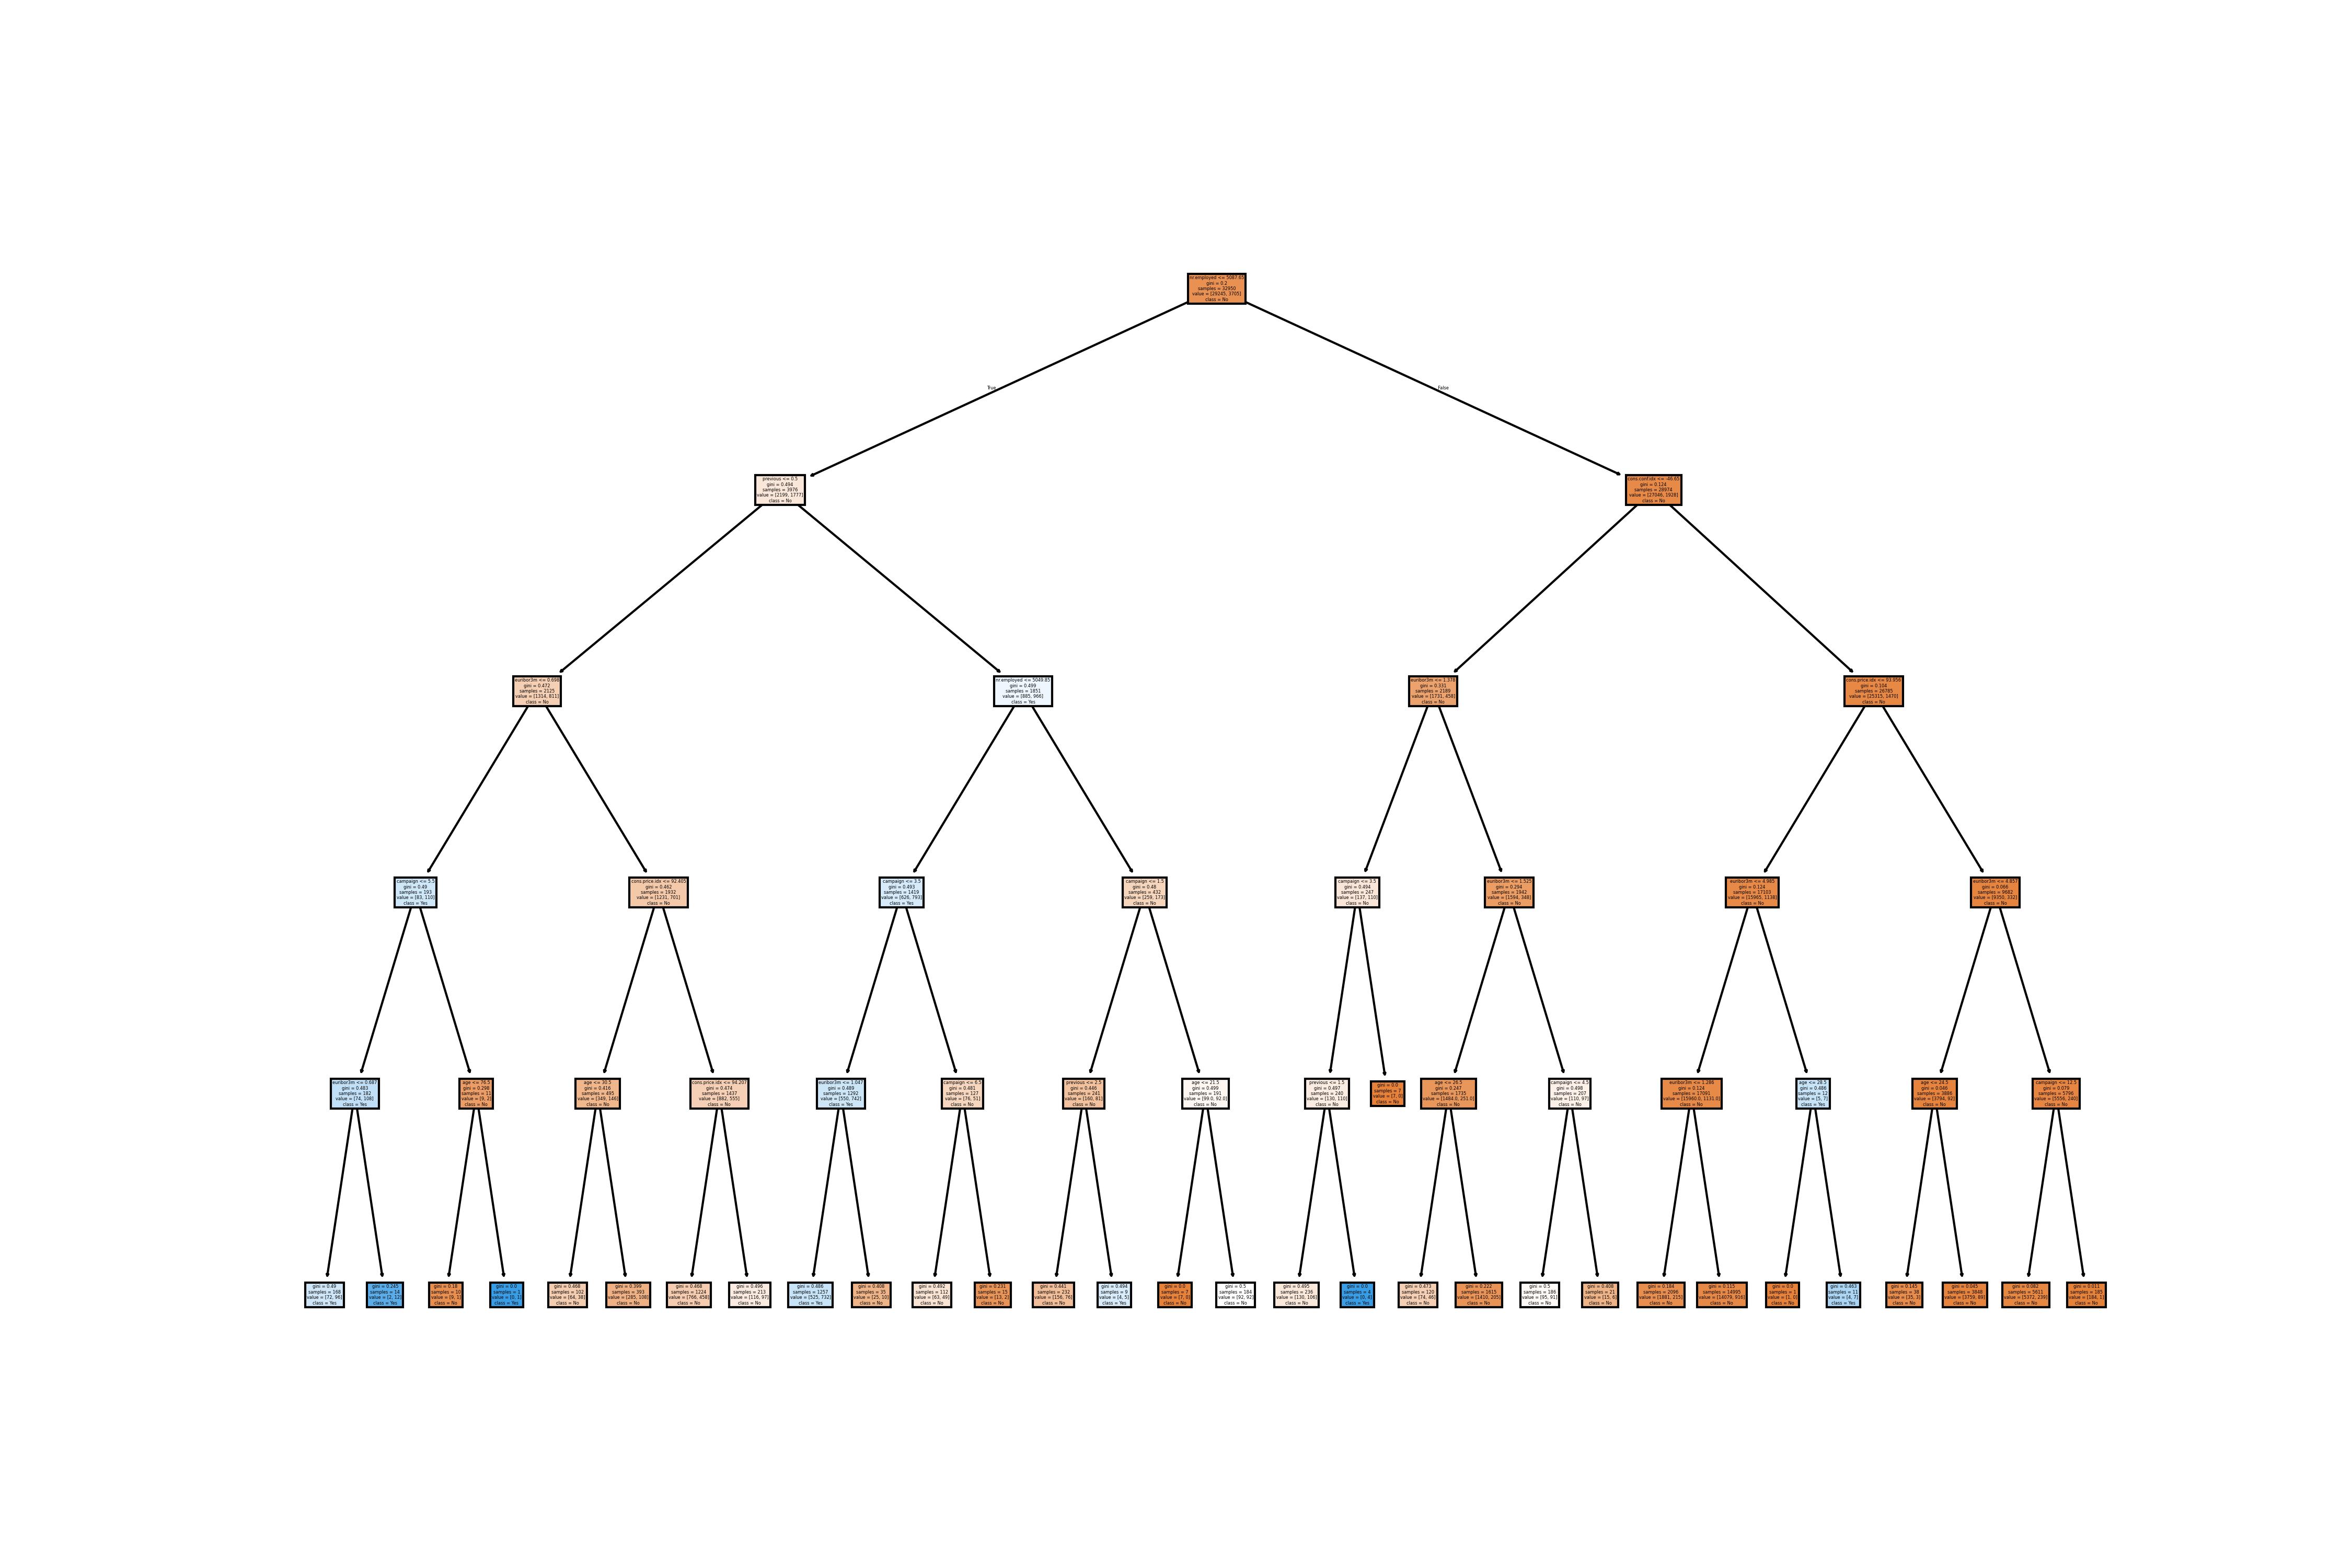 nr.employed <= 5087.65
gini = 0.2
samples = 32950
value = [29245, 3705]
class = No
True
False
previous <= 0.5
gini = 0.494
samples = 3976
value = [2199, 1777]
class = No
cons.conf.idx <= -46.65
gini = 0.124
samples = 28974
value = [27046, 1928]
class = No
euribor3m <= 0.698
gini = 0.472
samples = 2125
value = [1314, 811]
class = No
nr.employed <= 5049.85
gini = 0.499
samples = 1851
value = [885, 966]
class = Yes
euribor3m <= 1.378
gini = 0.331
samples = 2189
value = [1731, 458]
class = No
cons.price.idx <= 93.956
gini = 0.104
samples = 26785
value = [25315, 1470]
class = No
campaign <= 5.5
gini = 0.49
samples = 193
value = [83, 110]
class = Yes
cons.price.idx <= 92.405
gini = 0.462
samples = 1932
value = [1231, 701]
class = No
campaign <= 3.5
gini = 0.493
samples = 1419
value = [626, 793]
class = Yes
campaign <= 1.5
gini = 0.48
samples = 432
value = [259, 173]
class = No
campaign <= 3.5
gini = 0.494
samples = 247
value = [137, 110]
class = No
euribor3m <= 1.525
gini = 0.294
samples = 1942
value = [1594, 348]
class = No
euribor3m <= 4.985
gini = 0.124
samples = 17103
value = [15965, 1138]
class = No
euribor3m <= 4.857
gini = 0.066
samples = 9682
value = [9350, 332]
class = No
euribor3m <= 0.687
gini = 0.483
samples = 182
value = [74, 108]
class = Yes
age <= 76.5
gini = 0.298
samples = 11
value = [9, 2]
class = No
age <= 30.5
gini = 0.416
samples = 495
value = [349, 146]
class = No
cons.price.idx <= 94.207
gini = 0.474
samples = 1437
value = [882, 555]
class = No
euribor3m <= 1.047
gini = 0.489
samples = 1292
value = [550, 742]
class = Yes
campaign <= 6.5
gini = 0.481
samples = 127
value = [76, 51]
class = No
previous <= 2.5
gini = 0.446
samples = 241
value = [160, 81]
class = No
age <= 21.5
gini = 0.499
samples = 191
value = [99.0, 92.0]
class = No
previous <= 1.5
gini = 0.497
samples = 240
value = [130, 110]
class = No
gini = 0.0
samples = 7
value = [7, 0]
class = No
age <= 26.5
gini = 0.247
samples = 1735
value = [1484.0, 251.0]
class = No
campaign <= 4.5
gini = 0.498
samples = 207
value = [110, 97]
class = No
euribor3m <= 1.286
gini = 0.124
samples = 17091
value = [15960.0, 1131.0]
class = No
age <= 28.5
gini = 0.486
samples = 12
value = [5, 7]
class = Yes
age <= 24.5
gini = 0.046
samples = 3886
value = [3794, 92]
class = No
campaign <= 12.5
gini = 0.079
samples = 5796
value = [5556, 240]
class = No
gini = 0.49
samples = 168
value = [72, 96]
class = Yes
gini = 0.245
samples = 14
value = [2, 12]
class = Yes
gini = 0.18
samples = 10
value = [9, 1]
class = No
gini = 0.0
samples = 1
value = [0, 1]
class = Yes
gini = 0.468
samples = 102
value = [64, 38]
class = No
gini = 0.399
samples = 393
value = [285, 108]
class = No
gini = 0.468
samples = 1224
value = [766, 458]
class = No
gini = 0.496
samples = 213
value = [116, 97]
class = No
gini = 0.486
samples = 1257
value = [525, 732]
class = Yes
gini = 0.408
samples = 35
value = [25, 10]
class = No
gini = 0.492
samples = 112
value = [63, 49]
class = No
gini = 0.231
samples = 15
value = [13, 2]
class = No
gini = 0.441
samples = 232
value = [156, 76]
class = No
gini = 0.494
samples = 9
value = [4, 5]
class = Yes
gini = 0.0
samples = 7
value = [7, 0]
class = No
gini = 0.5
samples = 184
value = [92, 92]
class = No
gini = 0.495
samples = 236
value = [130, 106]
class = No
gini = 0.0
samples = 4
value = [0, 4]
class = Yes
gini = 0.473
samples = 120
value = [74, 46]
class = No
gini = 0.222
samples = 1615
value = [1410, 205]
class = No
gini = 0.5
samples = 186
value = [95, 91]
class = No
gini = 0.408
samples = 21
value = [15, 6]
class = No
gini = 0.184
samples = 2096
value = [1881, 215]
class = No
gini = 0.115
samples = 14995
value = [14079, 916]
class = No
gini = 0.0
samples = 1
value = [1, 0]
class = No
gini = 0.463
samples = 11
value = [4, 7]
class = Yes
gini = 0.145
samples = 38
value = [35, 3]
class = No
gini = 0.045
samples = 3848
value = [3759, 89]
class = No
gini = 0.082
samples = 5611
value = [5372, 239]
class = No
gini = 0.011
samples = 185
value = [184, 1]
class = No